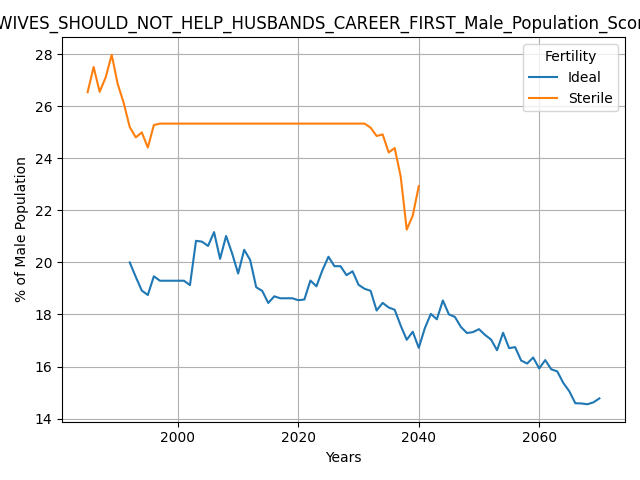 WIVES_SHOULD_NOT_HELP_HUSBANDS_CAREER_FIRST_Male_Population_Scor
Fertility
Ideal
Sterile
28
26
24
22
20
18
16
14
% of Male Population
2000
2020
2040
2060
Years